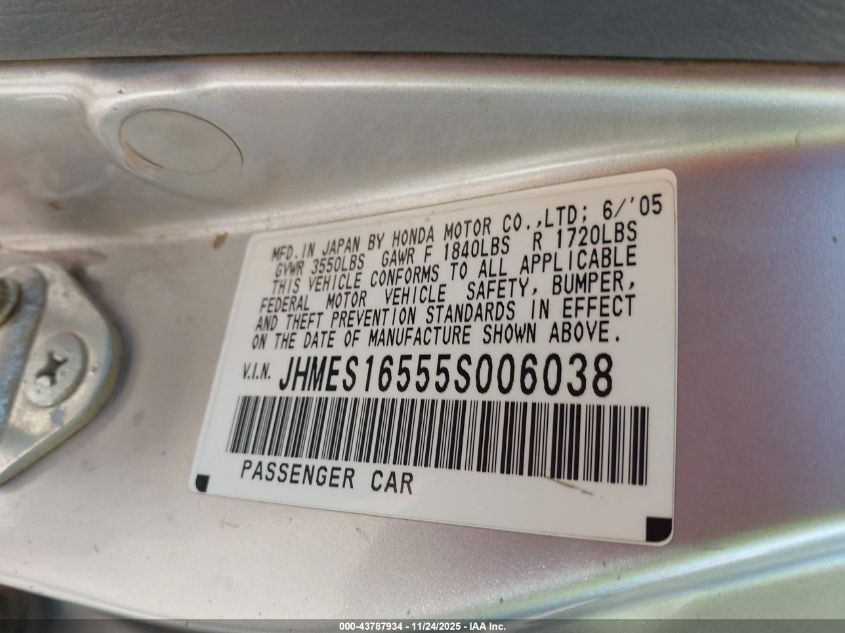 MFD. IN JAPAN BY HONDA MOTOR CO.,LTD; 6/'05
GVWR 3550LBS GAWR F 1840LBS R 1720LBS
THIS VEHICLE CONFORMS TO ALL APPLICABLE
FEDERAL MOTOR VEHICLE SAFETY, BUMPER,
AND THEFT PREVENTION STANDARDS IN EFFECT
ON THE DATE OF MANUFACTURE SHOWN ABOVE.
V.I.N. JHMES16555S006038
PASSENGER CAR
000-43787934 - 11/24/2025 - IAA Inc.